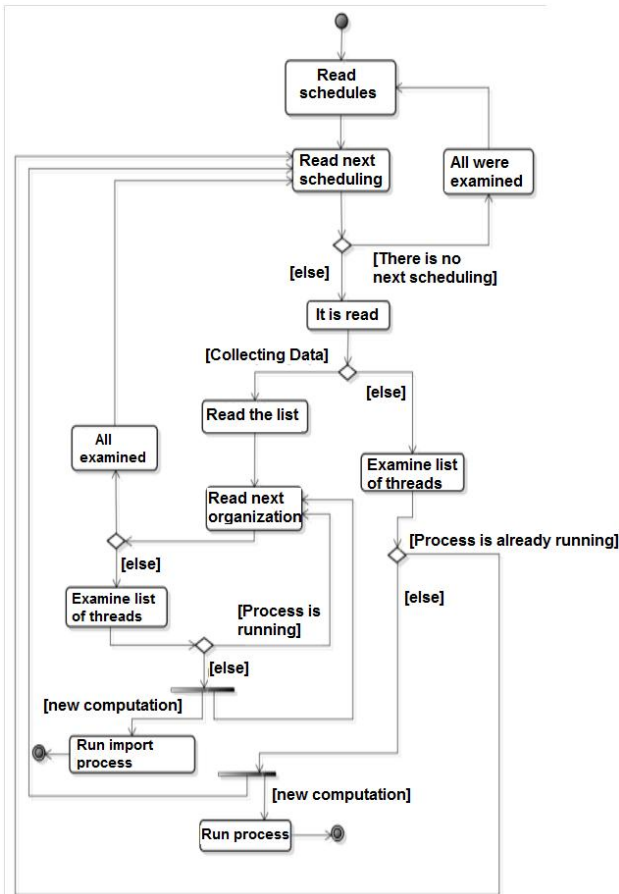 Read
schedules
Read next
scheduling
All were
examined
[There is no
next scheduling]
[else]
It is read
[Collecting Data]
[else]
Read the list
All
examined
Examine list
of threads
Read next
organization
[Process is already running]
[else]
Examine list
of threads
[Process is
running]
[else]
[else]
[new computation]
Run import
process
[new computation]
Run process